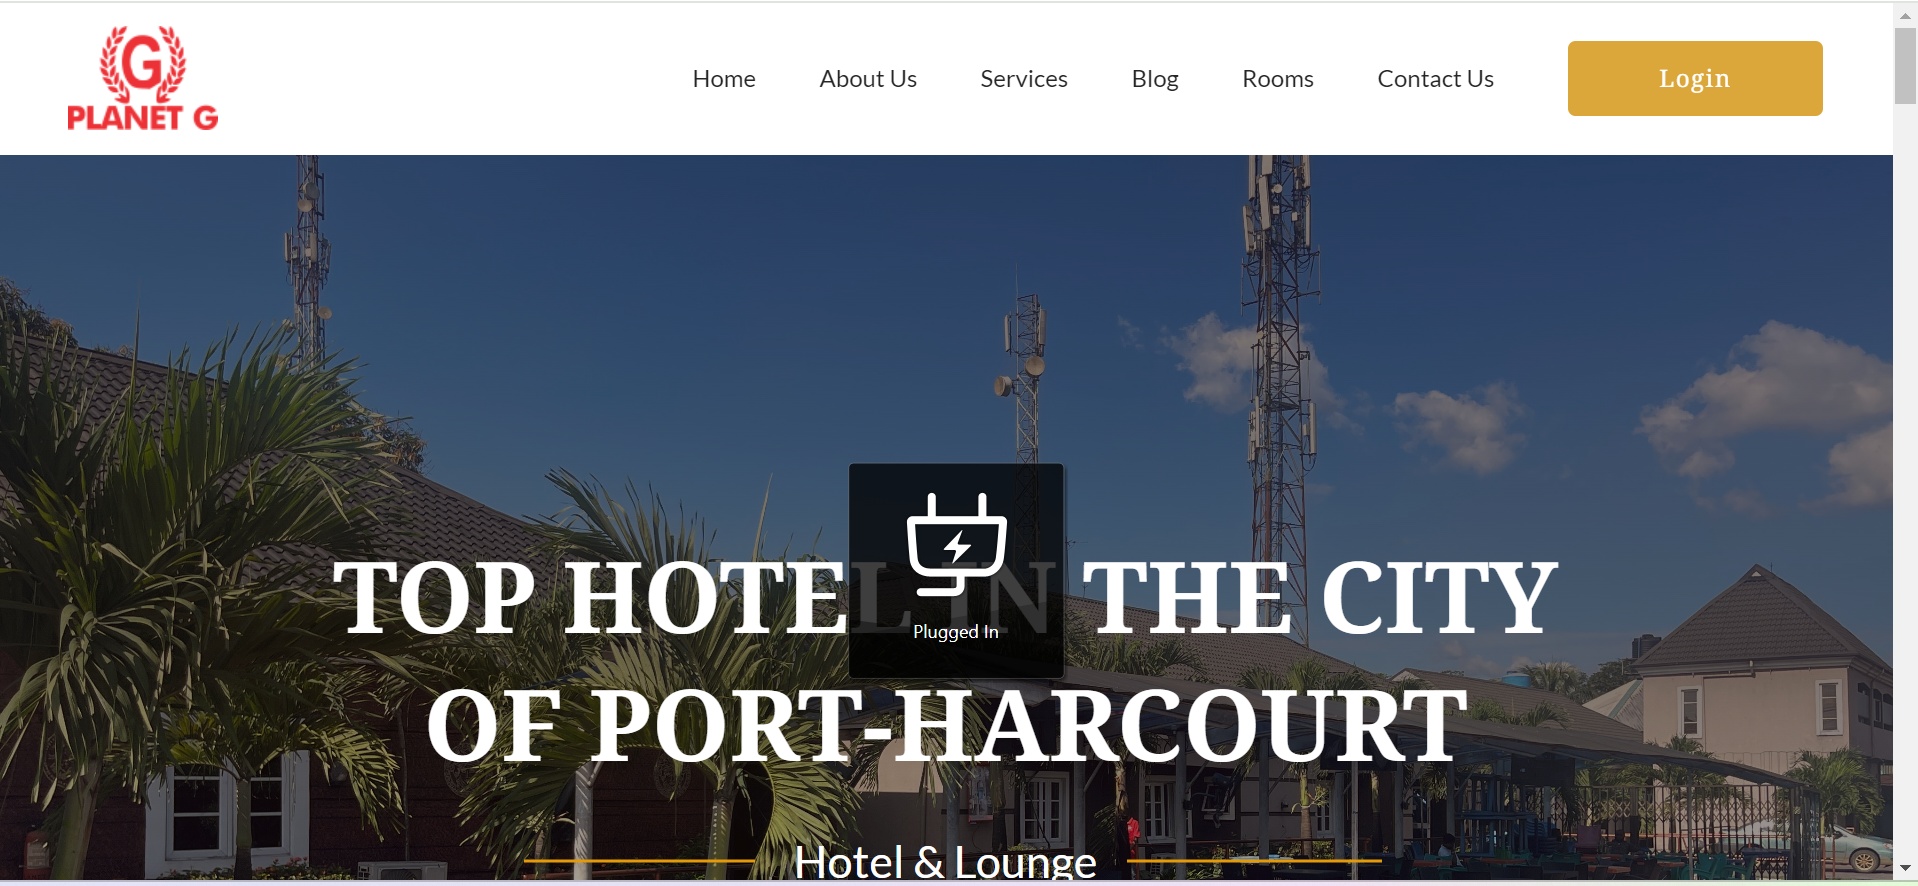 G
PLANET G
Home About Us Services Blog Rooms Contact Us Login
TOP HOTEL IN THE CITY
Plugged In
OF PORT-HARCOURT
Hotel & Lounge